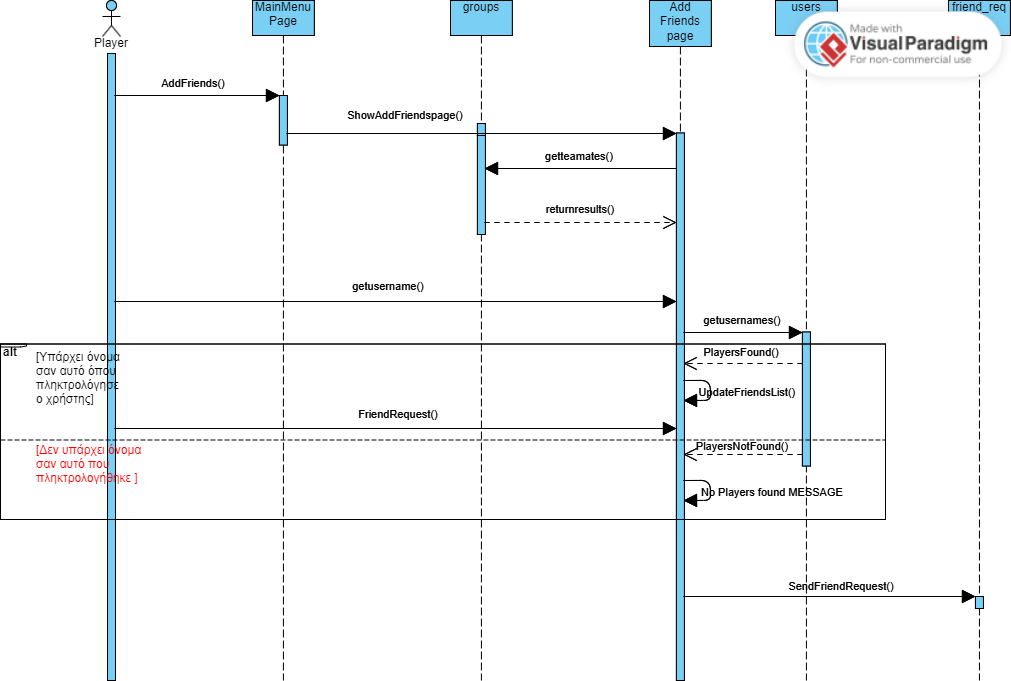 MainMenu
Page
groups
Add
Friends
page
users
friend_req
Made with
Visual Paradigm
For non-commercial use
Player
AddFriends()
ShowAddFriendspage()
getteamates()
returnresults()
getusername()
getusernames()
alt
[Υπάρχει όνομα
σαν αυτό όπου
πληκτρολόγησε
ο χρήστης]
PlayersFound()
UpdateFriendsList()
FriendRequest()
[Δεν υπάρχει όνομα
σαν αυτό που
πληκτρολογήθηκε ]
PlayersNotFound()
No Players found MESSAGE
SendFriendRequest()